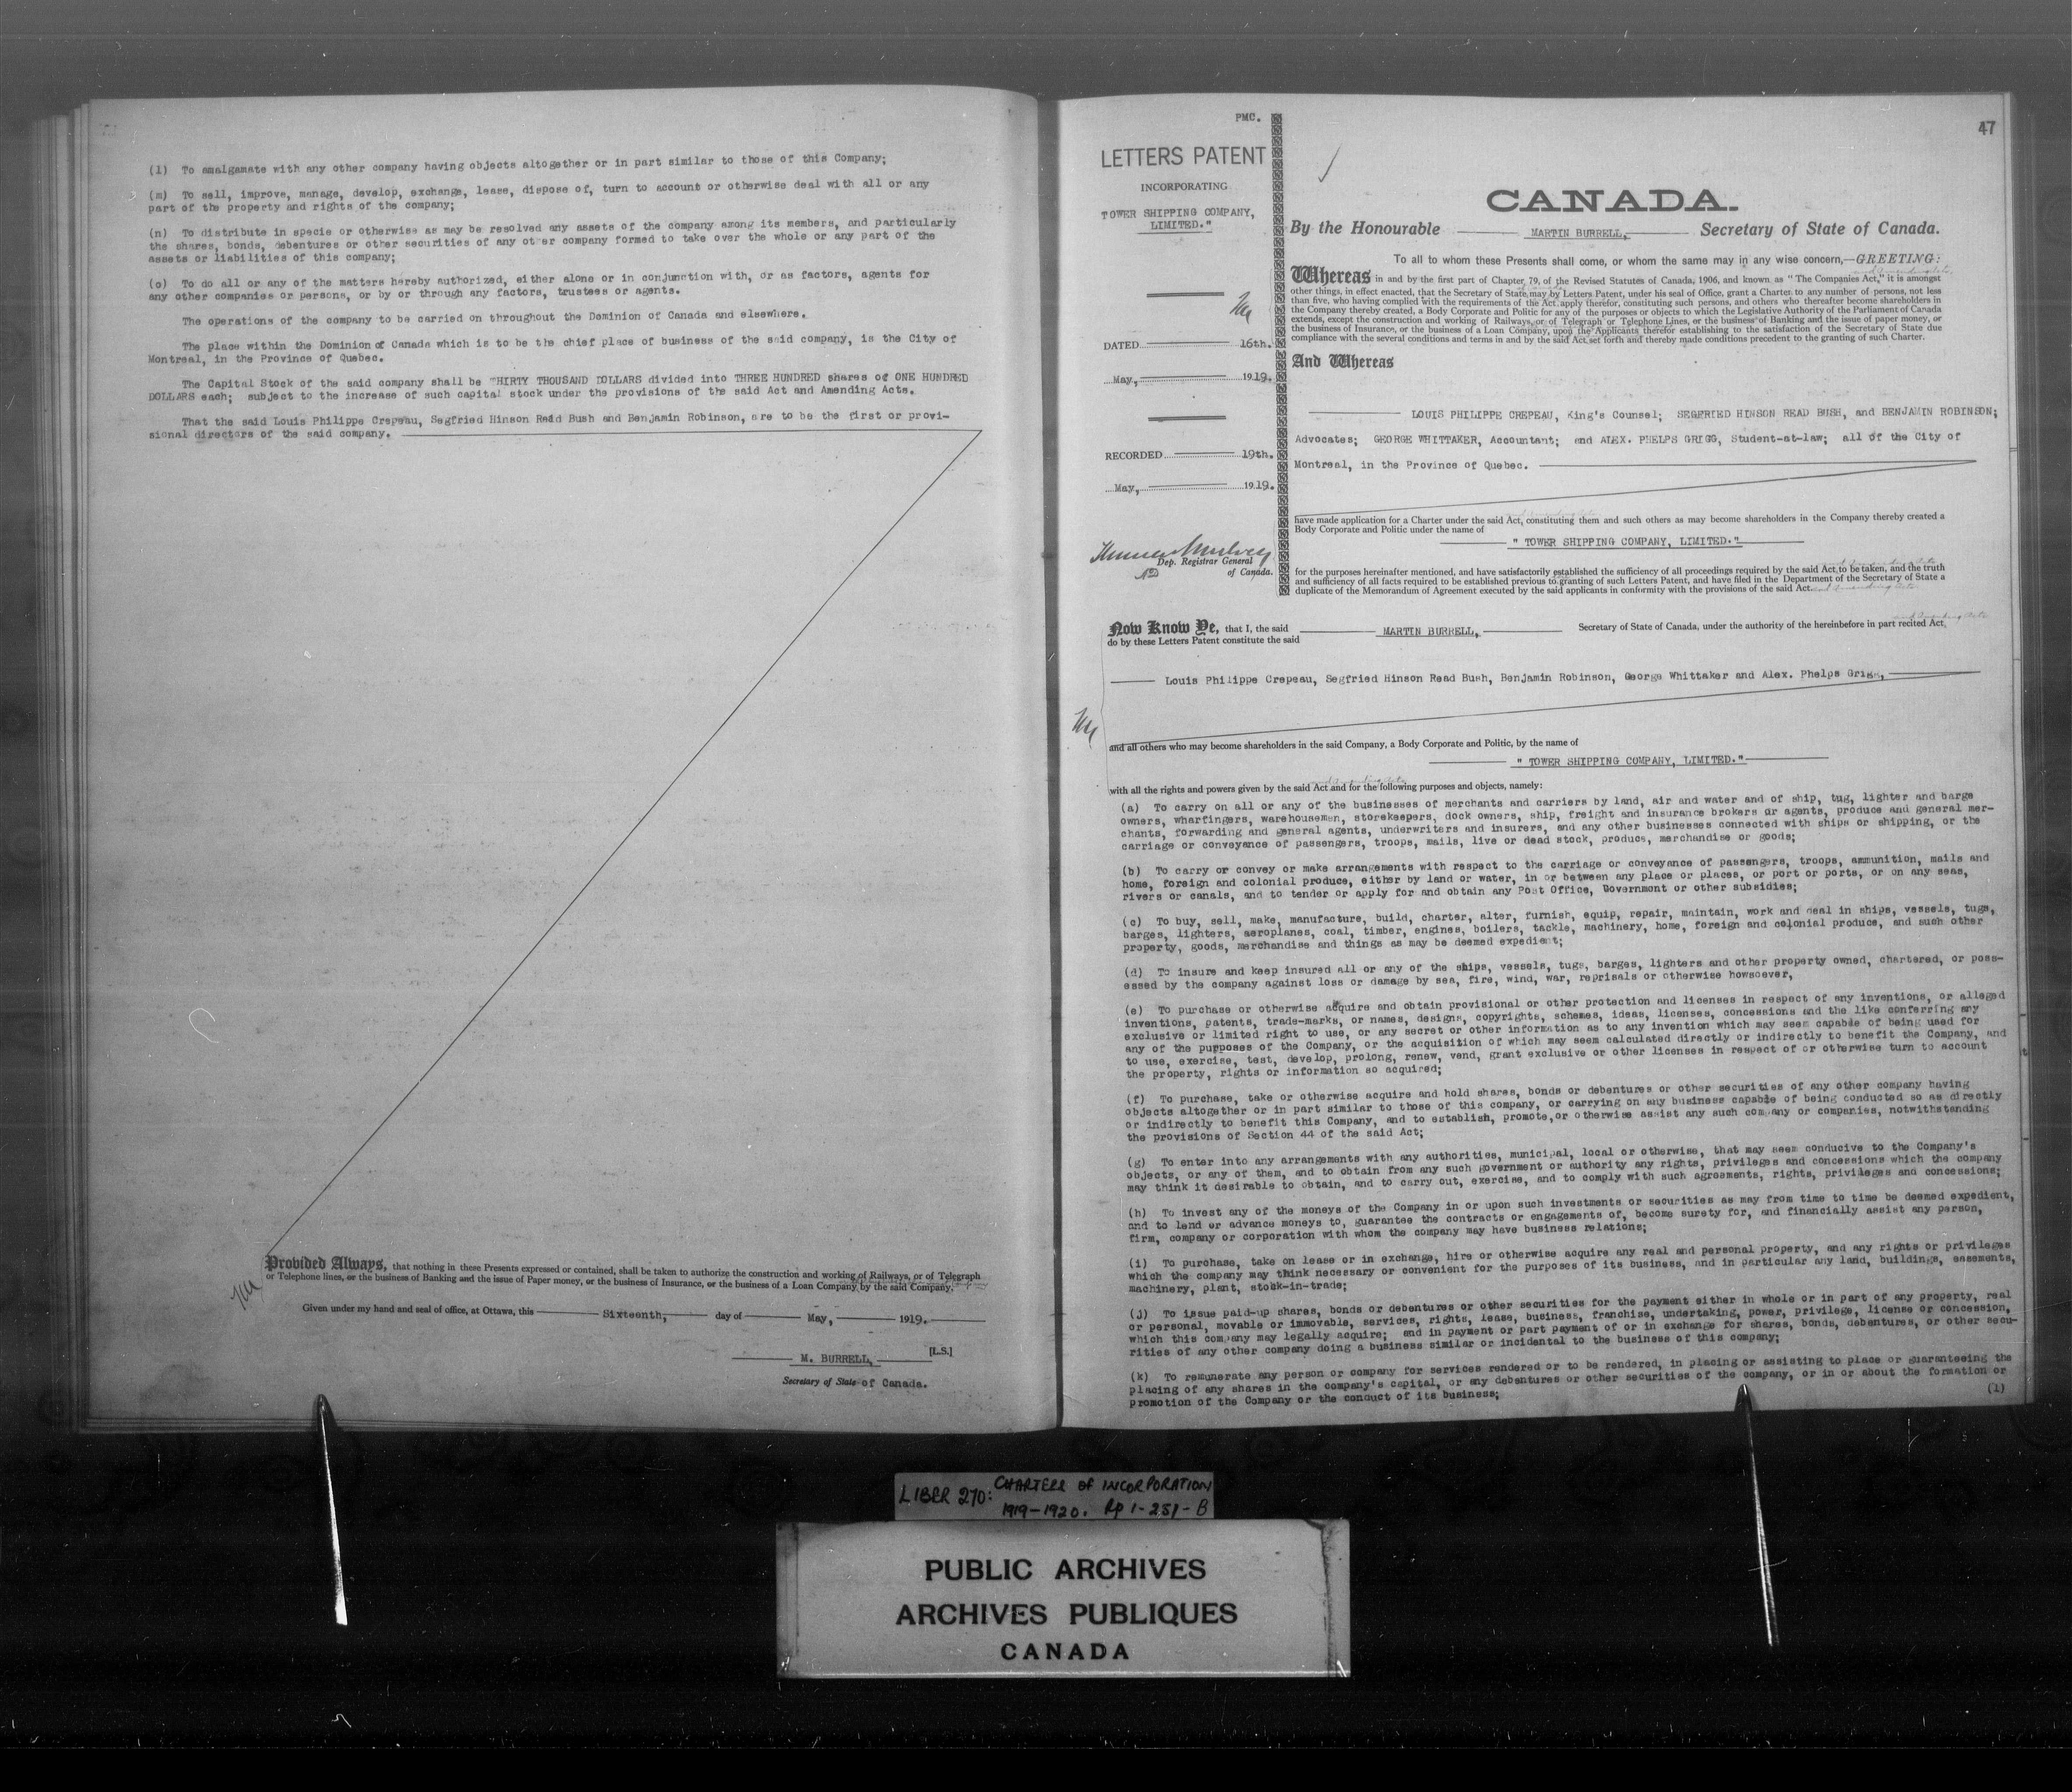 (l) To amalgamate with any other company having objects altogether or in part similar to those of this Company;
(m) To sell, improve, manage, develop, exchange, lease, dispose of, turn to account or otherwise deal with all or any
part of the property and rights of the company;
(n) To distribute in specie or otherwise as may be resolved any assets of the company among its members, and particularly
the shares, bonds, debentures or other securities of any other company formed to take over the whole or any part of the
assets or liabilities of this company;
(o) To do all or any of the matters hereby authorized, either alone or in conjunction with, or as factors, agents for
any other companies or persons, or by or through any factors, trustees or agents.
The operations of the company to be carried on throughout the Dominion of Canada and elsewhere.
The place within the Dominion of Canada which is to be the chief place of business of the said company, is the City of
Montreal, in the Province of Quebec.
The Capital Stock of the said company shall be THIRTY THOUSAND DOLLARS divided into THREE HUNDRED shares of ONE HUNDRED
DOLLARS each; subject to the increase of such capital stock under the provisions of the said Act and Amending Acts.
That the said Louis Philippe Crepeau, Segfried Hinson Read Bush and Benjamin Robinson, are to be the first or provi-
sional directors of the said company.
Provided Always, that nothing in these Presents expressed or contained, shall be taken to authorize the construction and working of Railways, or of Telegraph
or Telephone lines, or the business of Banking and the issue of Paper money, or the business of Insurance, or the business of a Loan Company by the said Company.
Given under my hand and seal of office, at Ottawa, this Sixteenth, day of May, 1919.
M. BURRELL, [L.S.]
Secretary of State of Canada.
PMC.
47
LETTERS PATENT
INCORPORATING
TOWER SHIPPING COMPANY,
LIMITED."
DATED 16th.
May, 1919.
RECORDED 19th.
May, 1919.
Thomas Mulvey
Dep. Registrar General
of Canada.
CANADA.
By the Honourable MARTIN BURRELL, Secretary of State of Canada.
To all to whom these Presents shall come, or whom the same may in any wise concern,—GREETING:
and Amending Acts,
Whereas in and by the first part of Chapter 79, of the Revised Statutes of Canada, 1906, and known as "The Companies Act," it is amongst
other things, in effect enacted, that the Secretary of State may by Letters Patent, under his seal of Office, grant a Charter to any number of persons, not less
than five, who having complied with the requirements of the Act apply therefor, constituting such persons, and others who thereafter become shareholders in
the Company thereby created, a Body Corporate and Politic for any of the purposes or objects to which the Legislative Authority of the Parliament of Canada
extends, except the construction and working of Railways, or of Telegraph or Telephone Lines, or the business of Banking and the issue of paper money, or
the business of Insurance, or the business of a Loan Company, upon the Applicants therefor establishing to the satisfaction of the Secretary of State due
compliance with the several conditions and terms in and by the said Act set forth and thereby made conditions precedent to the granting of such Charter.
And Whereas
LOUIS PHILIPPE CREPEAU, King's Counsel; SEGFRIED HINSON READ BUSH, and BENJAMIN ROBINSON;
Advocates; GEORGE WHITTAKER, Accountant; and ALEX. PHELPS GRIGG, Student-at-law; all of the City of
Montreal, in the Province of Quebec.
have made application for a Charter under the said Act, constituting them and such others as may become shareholders in the Company thereby created a
Body Corporate and Politic under the name of
" TOWER SHIPPING COMPANY, LIMITED."
for the purposes hereinafter mentioned, and have satisfactorily established the sufficiency of all proceedings required by the said Act to be taken, and the truth
and sufficiency of all facts required to be established previous to granting of such Letters Patent, and have filed in the Department of the Secretary of State a
duplicate of the Memorandum of Agreement executed by the said applicants in conformity with the provisions of the said Act. and Amending Acts.
and Amending Acts
Now Know Ye, that I, the said MARTIN BURRELL, Secretary of State of Canada, under the authority of the hereinbefore in part recited Act,
do by these Letters Patent constitute the said
Louis Philippe Crepeau, Segfried Hinson Read Bush, Benjamin Robinson, George Whittaker and Alex. Phelps Grigg,
and all others who may become shareholders in the said Company, a Body Corporate and Politic, by the name of
" TOWER SHIPPING COMPANY, LIMITED."
and Amending Acts
with all the rights and powers given by the said Act and for the following purposes and objects, namely:
(a) To carry on all or any of the businesses of merchants and carriers by land, air and water and of ship, tug, lighter and barge
owners, wharfingers, warehousemen, storekeepers, dock owners, ship, freight and insurance brokers or agents, produce and general mer-
chants, forwarding and general agents, underwriters and insurers, and any other businesses connected with ships or shipping, or the
carriage or conveyance of passengers, troops, mails, live or dead stock, produce, merchandise or goods;
(b) To carry or convey or make arrangements with respect to the carriage or conveyance of passengers, troops, ammunition, mails and
home, foreign and colonial produce, either by land or water, in or between any place or places, or port or ports, or on any seas,
rivers or canals, and to tender or apply for and obtain any Post Office, Government or other subsidies;
(c) To buy, sell, make, manufacture, build, charter, alter, furnish, equip, repair, maintain, work and deal in ships, vessels, tugs,
barges, lighters, aeroplanes, coal, timber, engines, boilers, tackle, machinery, home, foreign and colonial produce, and such other
property, goods, merchandise and things as may be deemed expedient;
(d) To insure and keep insured all or any of the ships, vessels, tugs, barges, lighters and other property owned, chartered, or poss-
essed by the company against loss or damage by sea, fire, wind, war, reprisals or otherwise howsoever,
(e) To purchase or otherwise acquire and obtain provisional or other protection and licenses in respect of any inventions, or alleged
inventions, patents, trade-marks, or names, designs, copyrights, schemes, ideas, licenses, concessions and the like conferring any
exclusive or limited right to use, or any secret or other information as to any invention which may seem capable of being used for
any of the purposes of the Company, or the acquisition of which may seem calculated directly or indirectly to benefit the Company, and
to use, exercise, test, develop, prolong, renew, vend, grant exclusive or other licenses in respect of or otherwise turn to account
the property, rights or information so acquired;
(f) To purchase, take or otherwise acquire and hold shares, bonds or debentures or other securities of any other company having
objects altogether or in part similar to those of this company, or carrying on any business capable of being conducted so as directly
or indirectly to benefit this Company, and to establish, promote, or otherwise assist any such company or companies, notwithstanding
the provisions of Section 44 of the said Act;
(g) To enter into any arrangements with any authorities, municipal, local or otherwise, that may seem conducive to the Company's
objects, or any of them, and to obtain from any such government or authority any rights, privileges and concessions which the company
may think it desirable to obtain, and to carry out, exercise, and to comply with such agreements, rights, privileges and concessions;
(h) To invest any of the moneys of the Company in or upon such investments or securities as may from time to time be deemed expedient,
and to lend or advance moneys to, guarantee the contracts or engagements of, become surety for, and financially assist any person,
firm, company or corporation with whom the company may have business relations;
(i) To purchase, take on lease or in exchange, hire or otherwise acquire any real and personal property, and any rights or privileges
which the company may think necessary or convenient for the purposes of its business, and in particular any land, buildings, easements,
machinery, plant, stock-in-trade;
(j) To issue paid-up shares, bonds or debentures or other securities for the payment either in whole or in part of any property, real
or personal, movable or immovable, services, rights, lease, business, franchise, undertaking, power, privilege, license or concession,
which this company may legally acquire; and in payment or part payment of or in exchange for shares, bonds, debentures, or other secu-
rities of any other company doing a business similar or incidental to the business of this company;
(k) To remunerate any person or company for services rendered or to be rendered, in placing or assisting to place or guaranteeing the
placing of any shares in the company's capital, or any debentures or other securities of the company, or in or about the formation or
promotion of the Company or the conduct of its business;
(l)
LIBER 270: CHARTERS OF INCORPORATION
1919-1920. Pp 1-251-B
PUBLIC ARCHIVES
ARCHIVES PUBLIQUES
CANADA